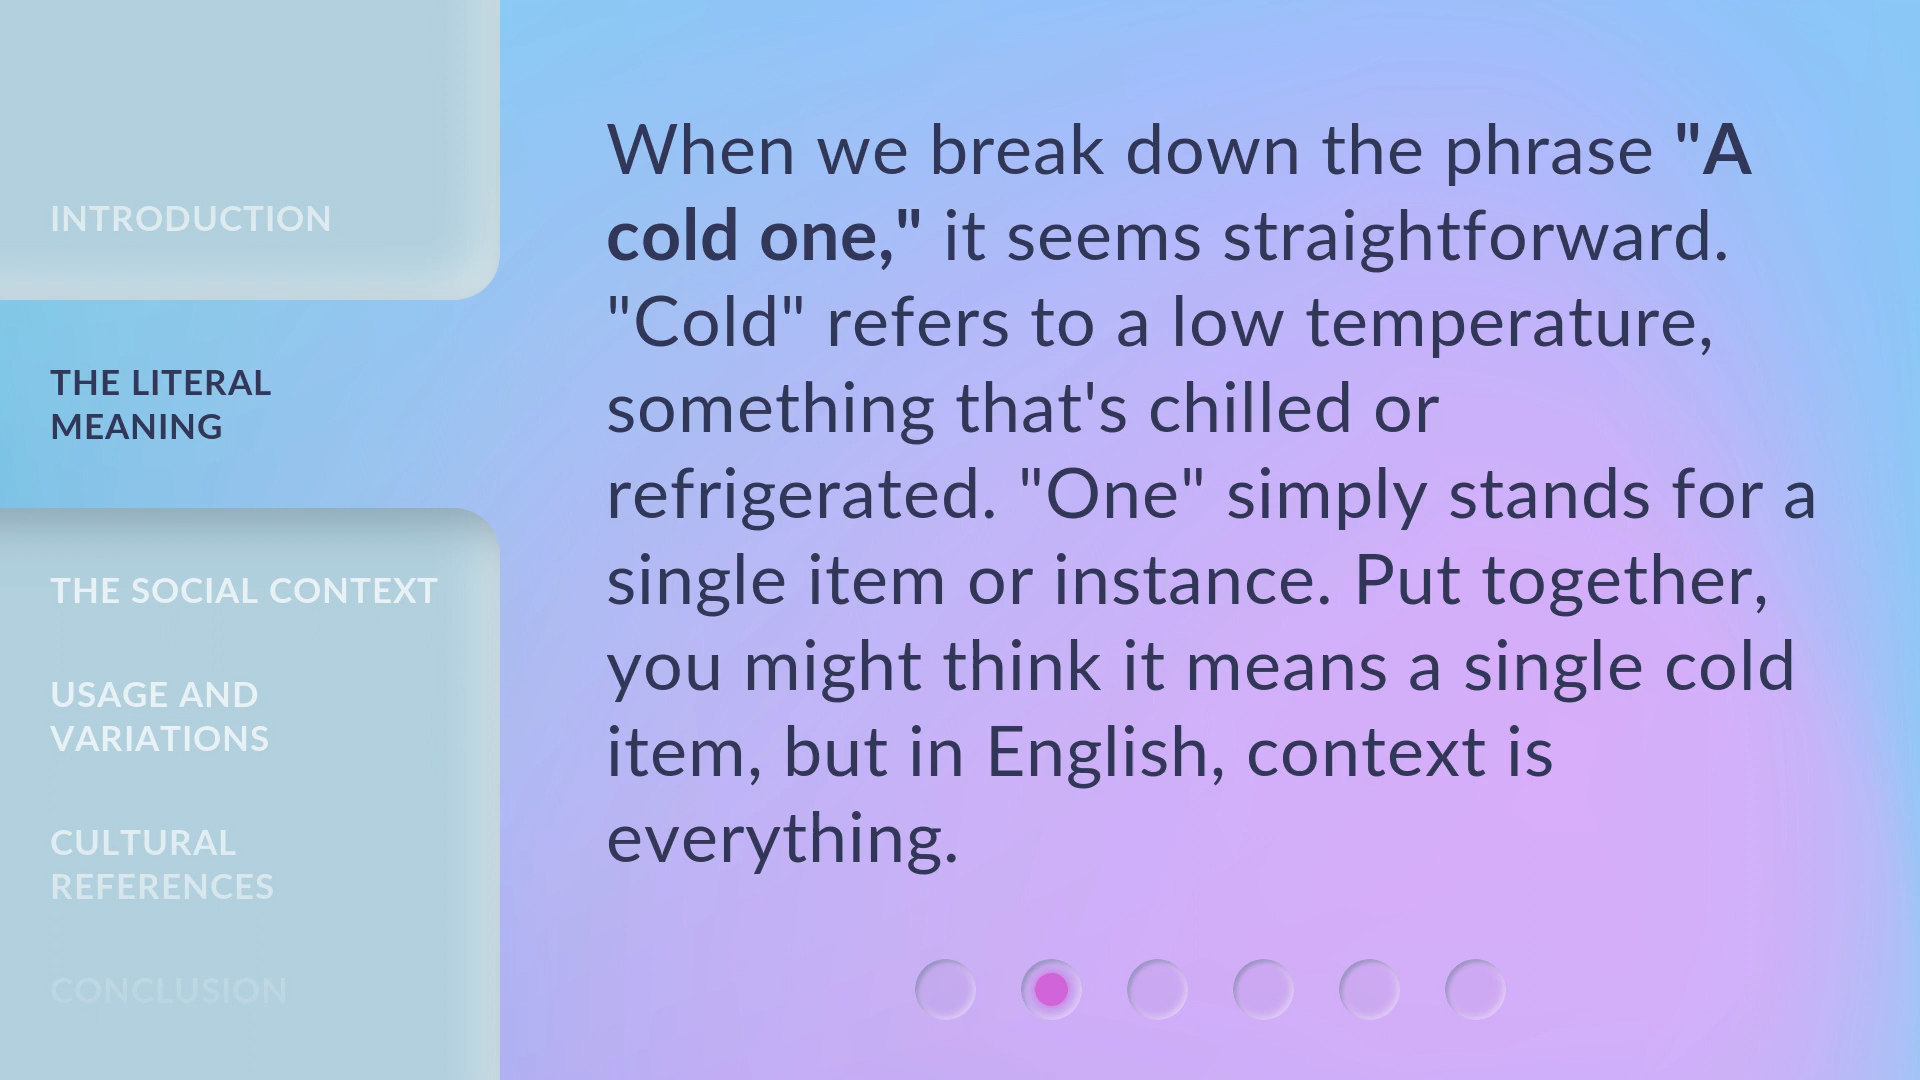 INTRODUCTION
THE LITERAL
MEANING
THE SOCIAL CONTEXT
USAGE AND
VARIATIONS
CULTURAL
REFERENCES
CONCLUSION
When we break down the phrase "A
cold one," it seems straightforward.
"Cold" refers to a low temperature,
something that's chilled or
refrigerated. "One" simply stands for a
single item or instance. Put together,
you might think it means a single cold
item, but in English, context is
everything.